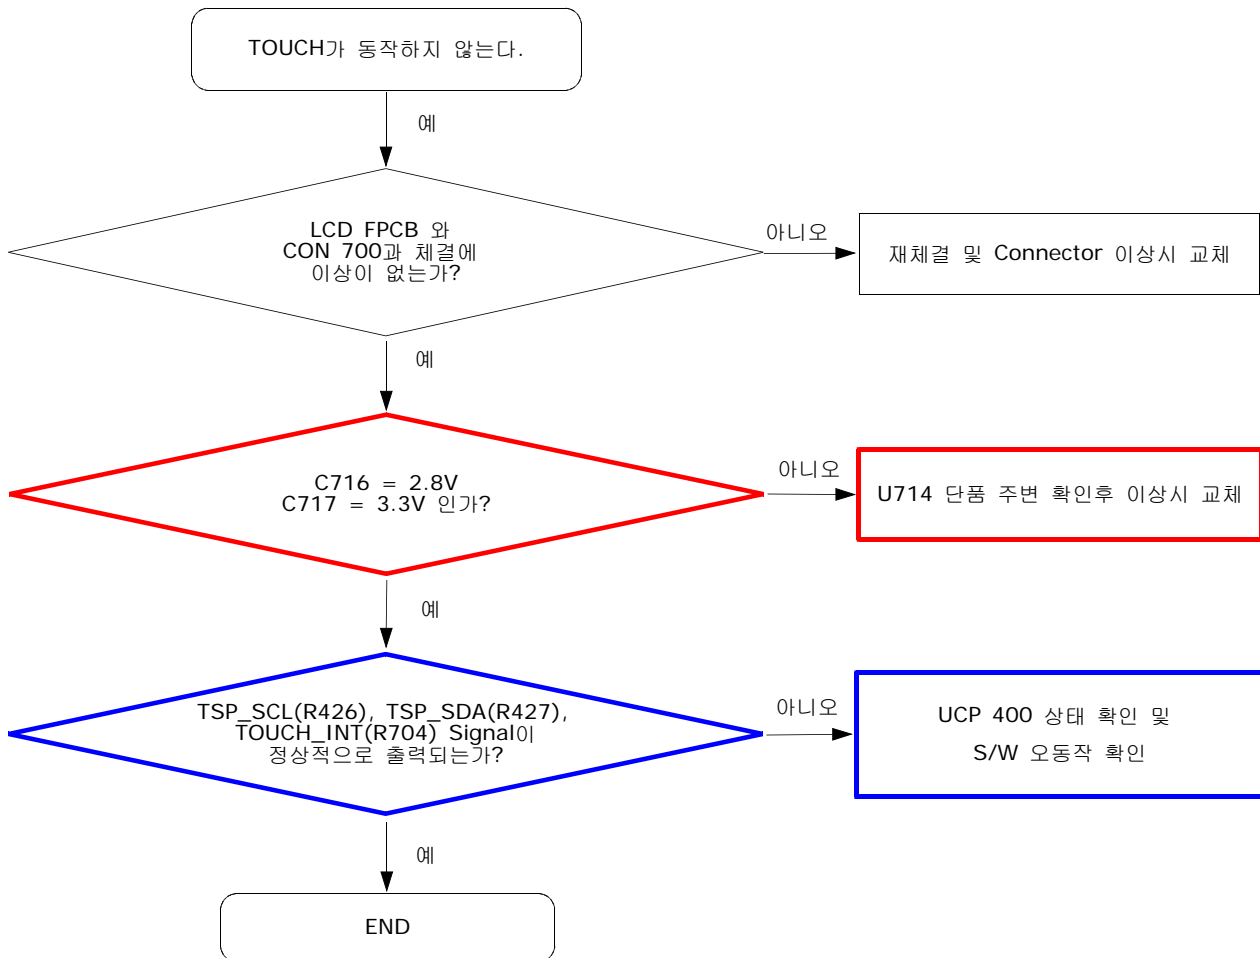 TOUCH가 동작하지 않는다.
예
LCD FPCB 와
CON 700과 체결에
이상이 없는가?
아니오
재체결 및 Connector 이상시 교체
예
C716 = 2.8V
C717 = 3.3V 인가?
아니오
U714 단품 주변 확인후 이상시 교체
예
TSP_SCL(R426), TSP_SDA(R427),
TOUCH_INT(R704) Signal이
정상적으로 출력되는가?
아니오
UCP 400 상태 확인 및
S/W 오동작 확인
예
END